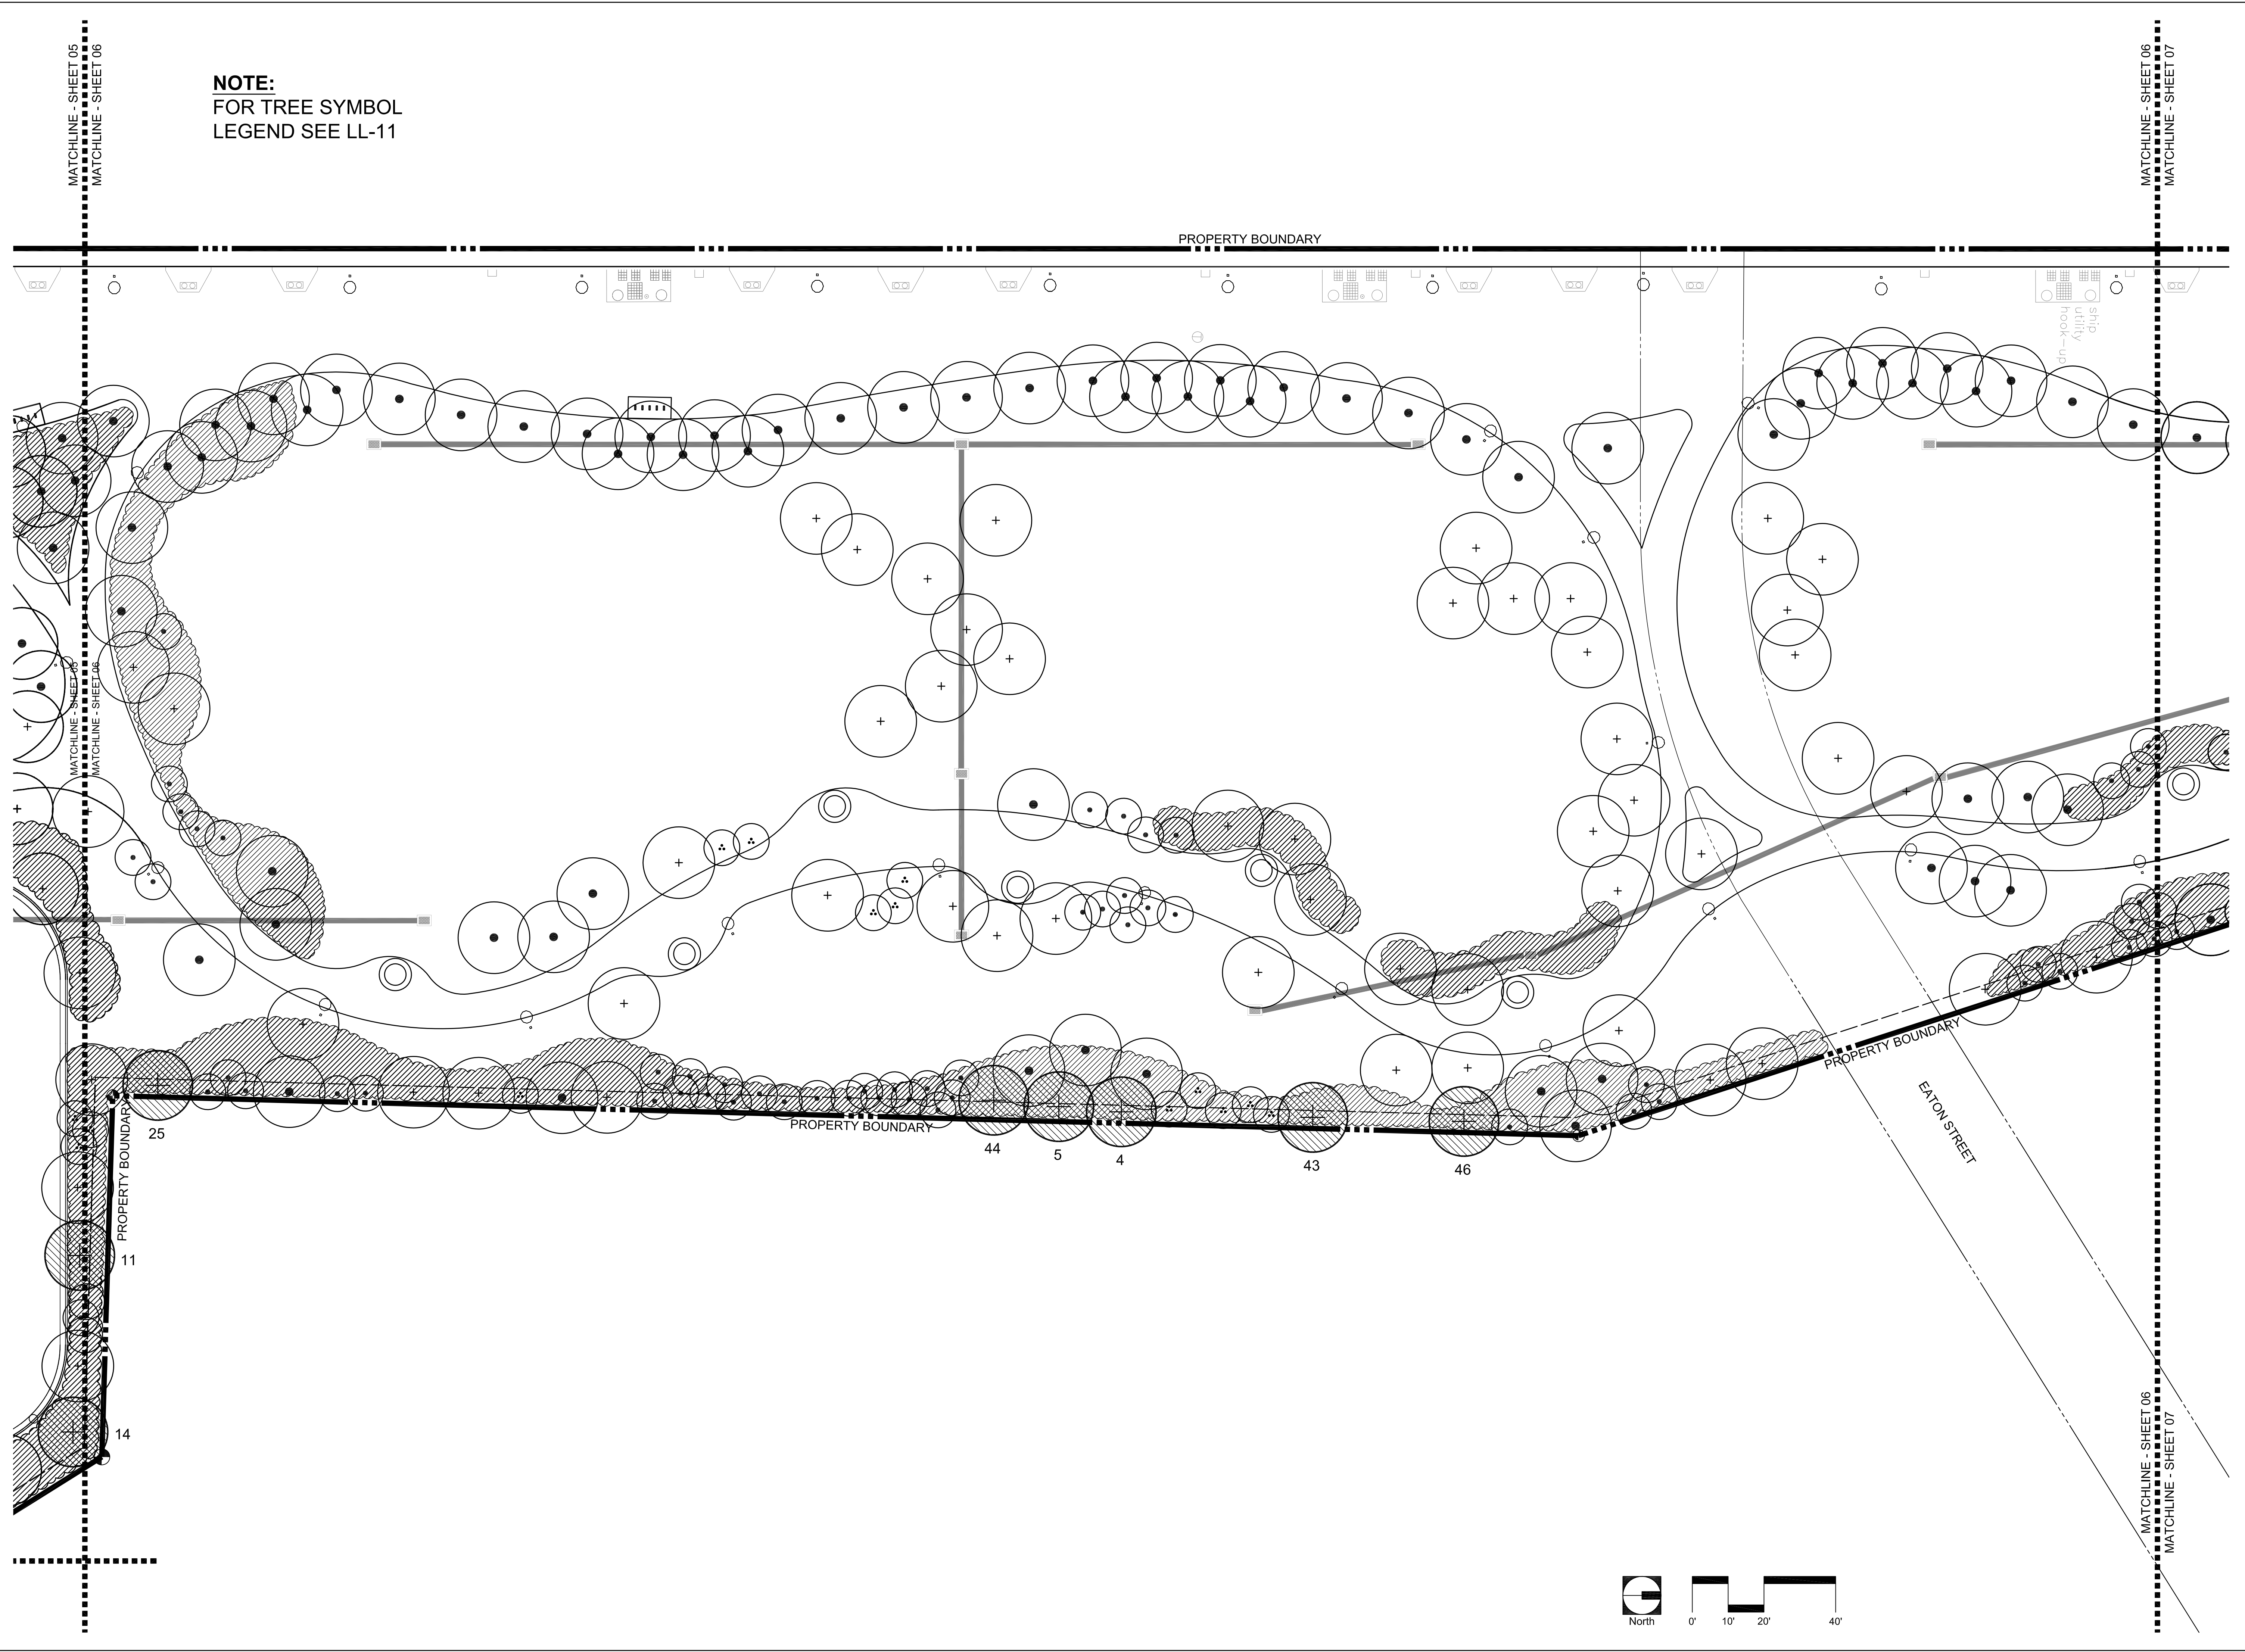 MATCHLINE - SHEET 05
MATCHLINE - SHEET 06
NOTE:
FOR TREE SYMBOL
LEGEND SEE LL-11
MATCHLINE - SHEET 06
MATCHLINE - SHEET 07
PROPERTY BOUNDARY
ship
utility
hook-up
MATCHLINE - SHEET 05
MATCHLINE - SHEET 06
PROPERTY BOUNDARY
PROPERTY BOUNDARY
PROPERTY BOUNDARY
EATON STREET
25
44
5
4
43
46
11
14
MATCHLINE - SHEET 06
MATCHLINE - SHEET 07
North
0'
10'
20'
40'